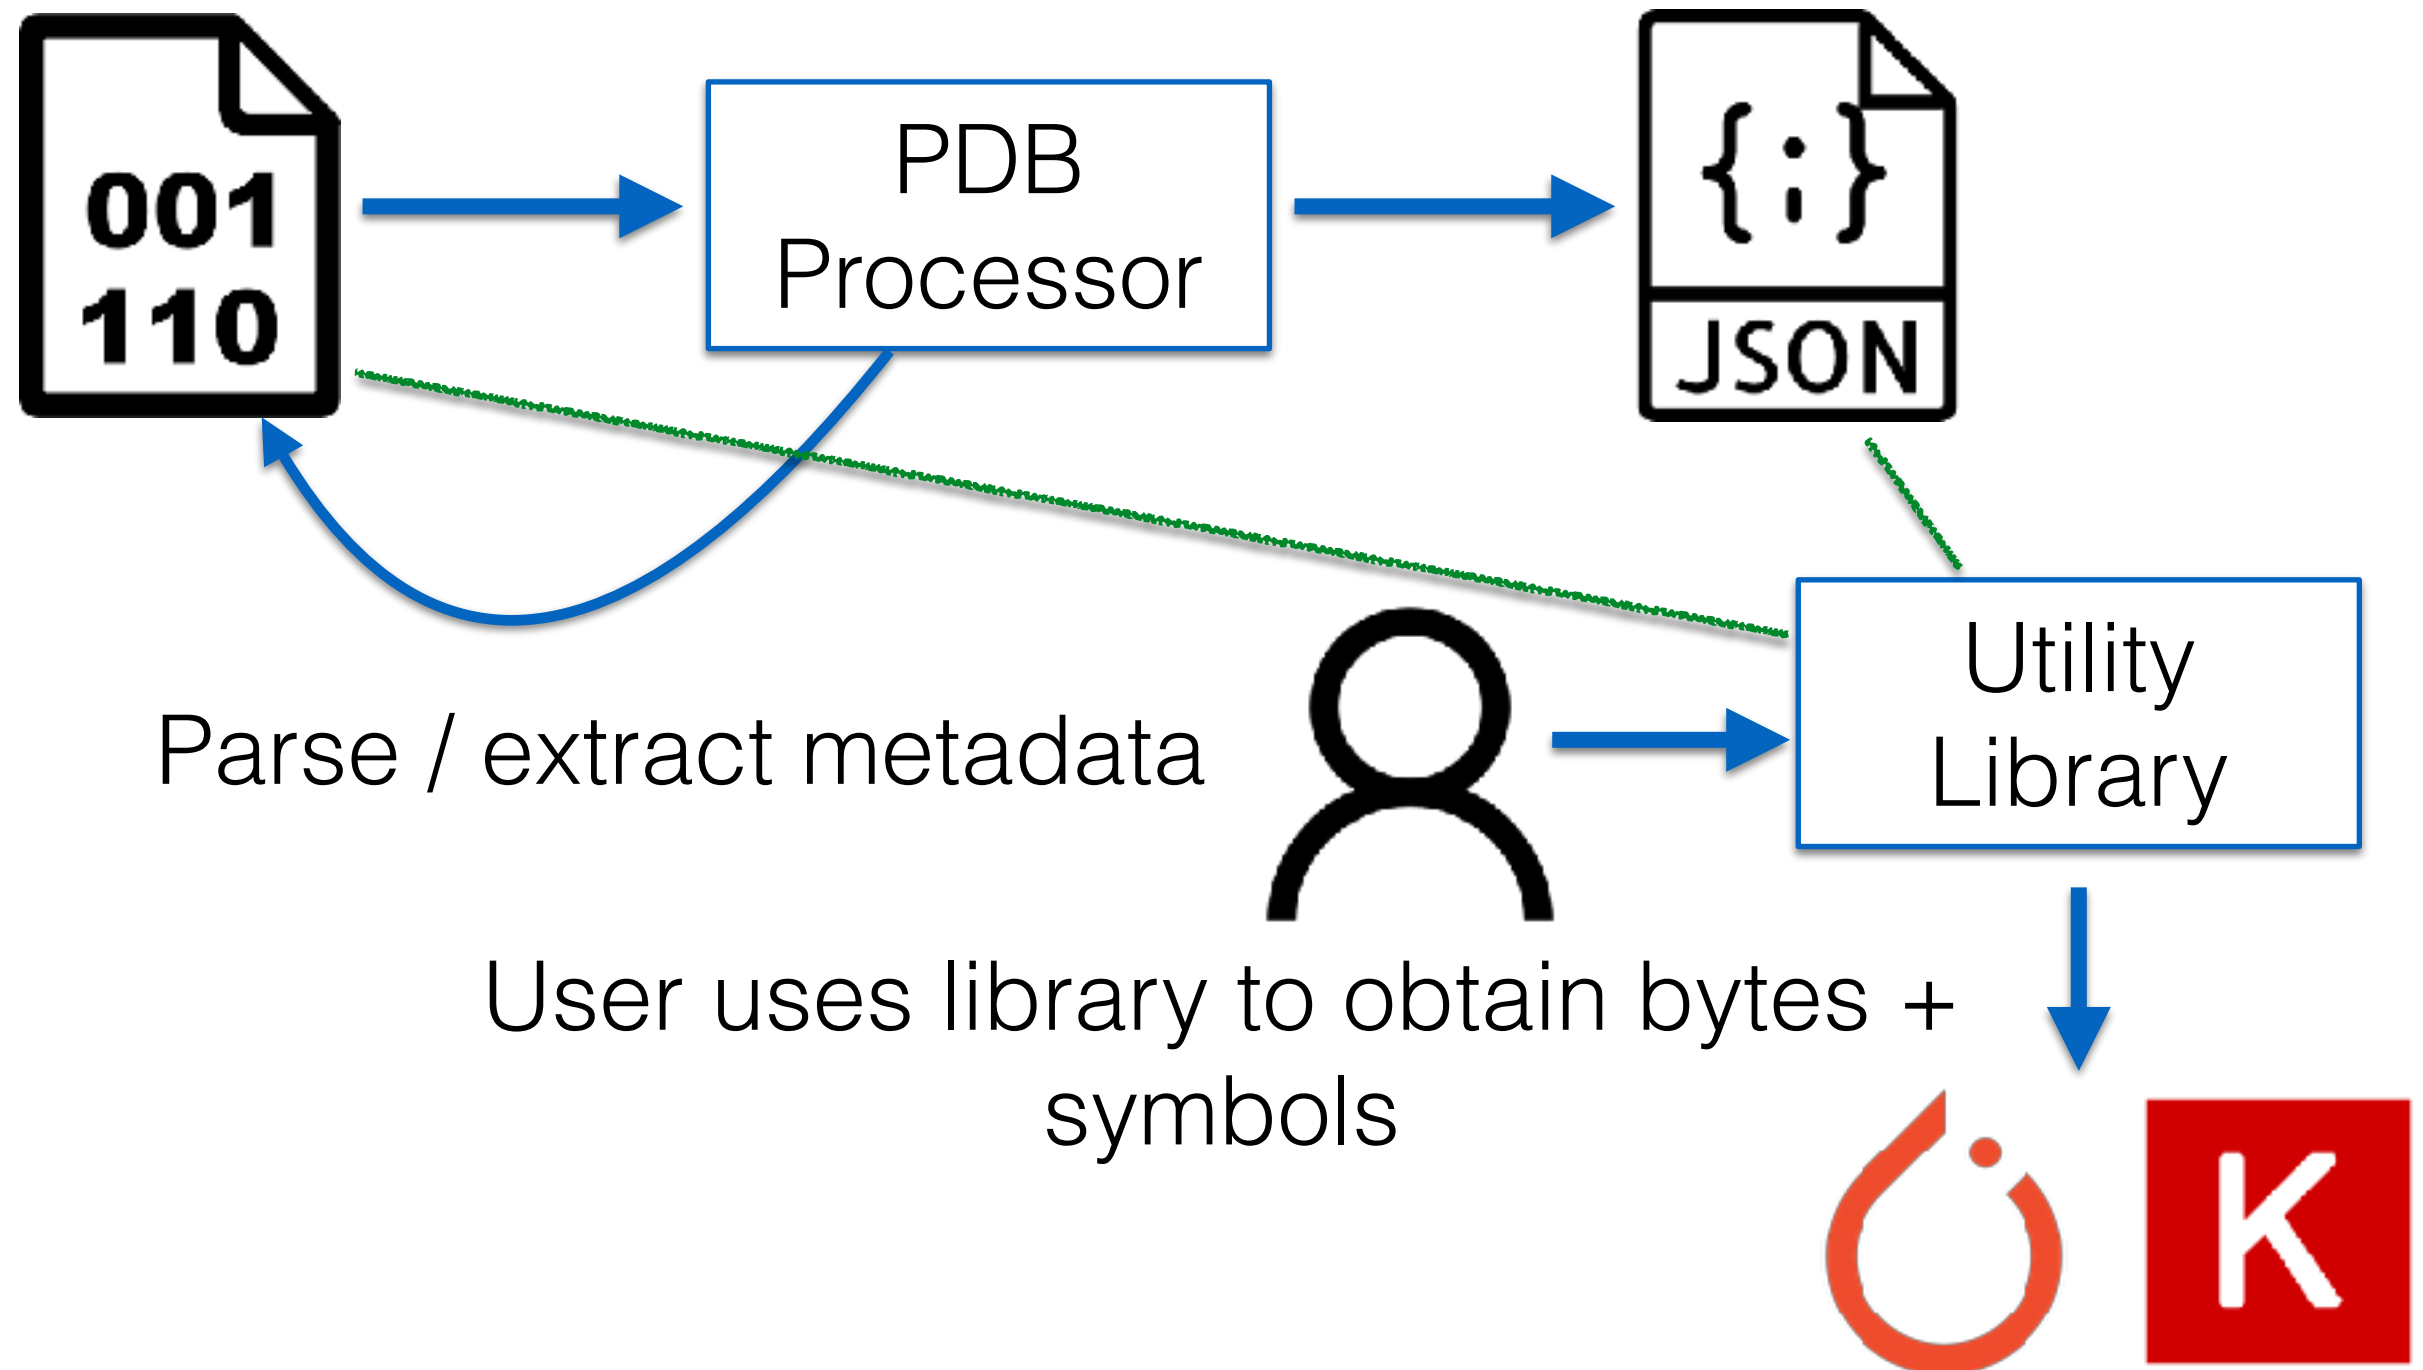 001
110
PDB
Processor
{;}
JSON
Utility
Library
Parse / extract metadata
User uses library to obtain bytes +
symbols
K